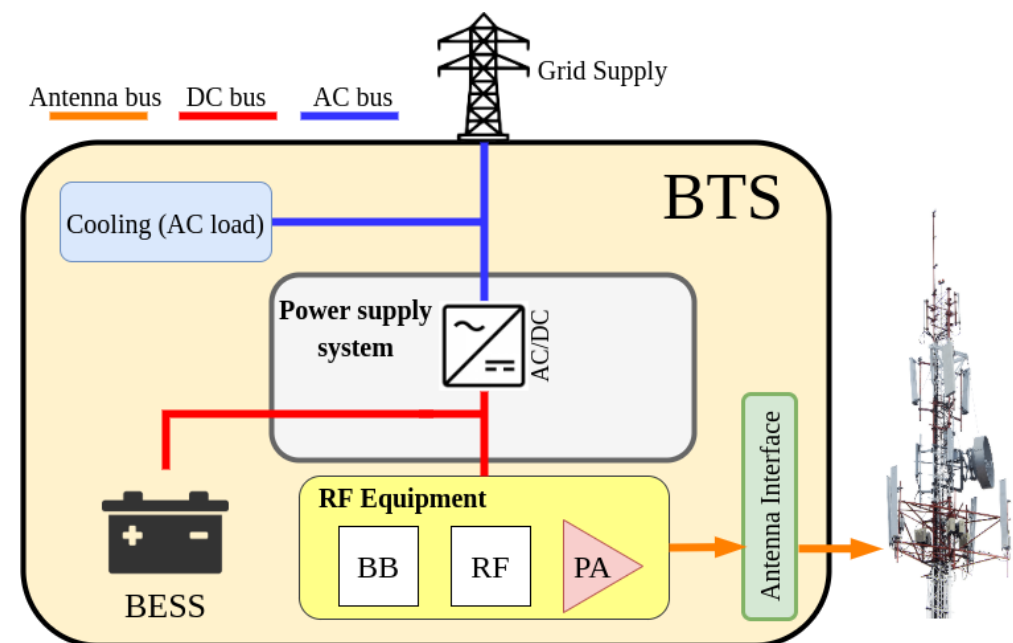 Grid Supply
Antenna bus
DC bus
AC bus
BTS
Cooling (AC load)
Power supply
system
AC/DC
Antenna Interface
RF Equipment
BB
RF
PA
BESS